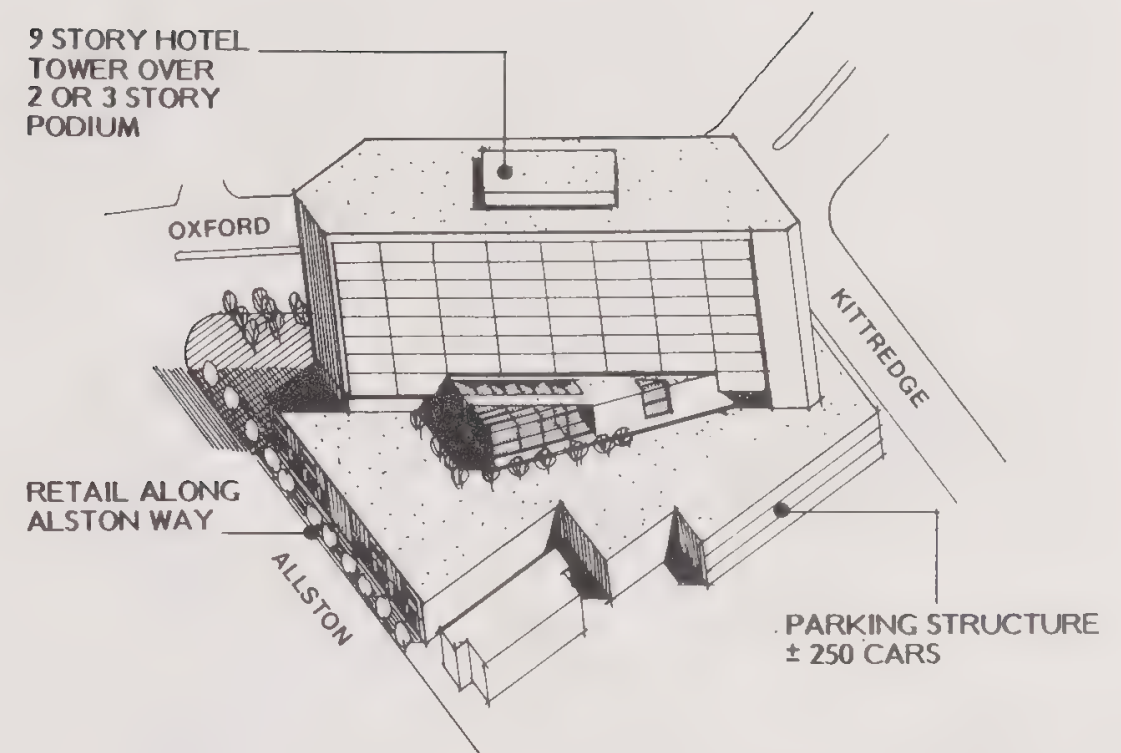 9 STORY HOTEL
TOWER OVER
2 OR 3 STORY
PODIUM
OXFORD
KITTREDGE
RETAIL ALONG
ALSTON WAY
ALLSTON
PARKING STRUCTURE
± 250 CARS